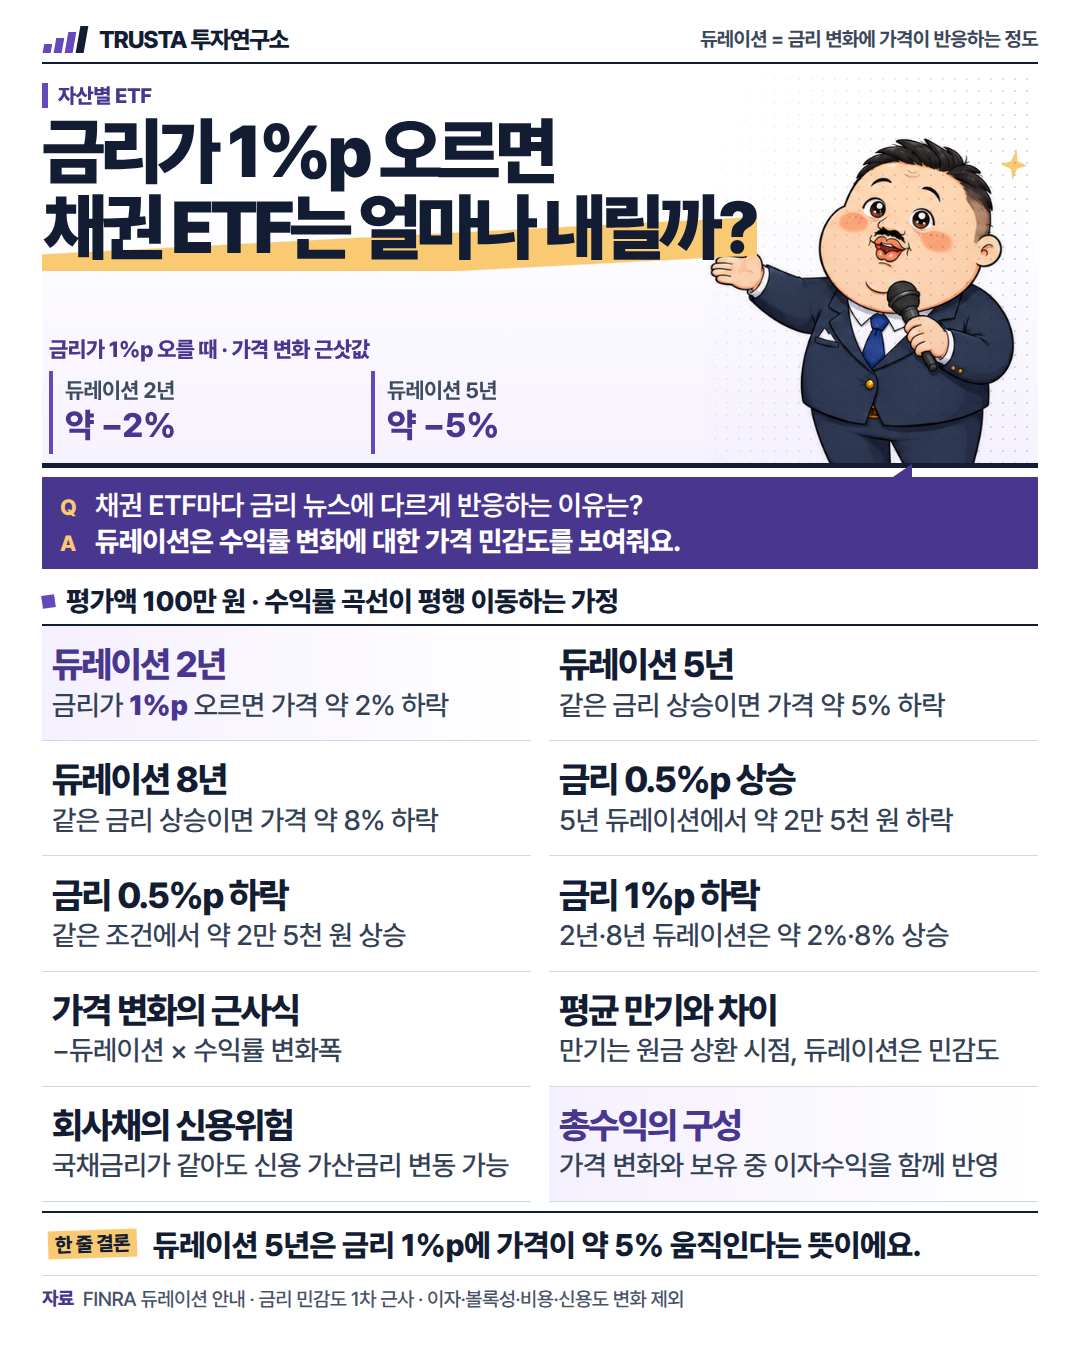 TRUSTA 투자연구소
듀레이션 = 금리 변화에 가격이 반응하는 정도
자산별 ETF
금리가 1%p 오르면
채권 ETF는 얼마나 내릴까?
금리가 1%p 오를 때 · 가격 변화 근삿값
듀레이션 2년
약 −2%
듀레이션 5년
약 −5%
Q 채권 ETF마다 금리 뉴스에 다르게 반응하는 이유는?
A 듀레이션은 수익률 변화에 대한 가격 민감도를 보여줘요.
평가액 100만 원 · 수익률 곡선이 평행 이동하는 가정
듀레이션 2년
금리가 1%p 오르면 가격 약 2% 하락
듀레이션 5년
같은 금리 상승이면 가격 약 5% 하락
듀레이션 8년
같은 금리 상승이면 가격 약 8% 하락
금리 0.5%p 상승
5년 듀레이션에서 약 2만 5천 원 하락
금리 0.5%p 하락
같은 조건에서 약 2만 5천 원 상승
금리 1%p 하락
2년·8년 듀레이션은 약 2%·8% 상승
가격 변화의 근사식
−듀레이션 × 수익률 변화폭
평균 만기와 차이
만기는 원금 상환 시점, 듀레이션은 민감도
회사채의 신용위험
국채금리가 같아도 신용 가산금리 변동 가능
총수익의 구성
가격 변화와 보유 중 이자수익을 함께 반영
한 줄 결론 듀레이션 5년은 금리 1%p에 가격이 약 5% 움직인다는 뜻이에요.
자료 FINRA 듀레이션 안내 · 금리 민감도 1차 근사 · 이자·볼록성·비용·신용도 변화 제외